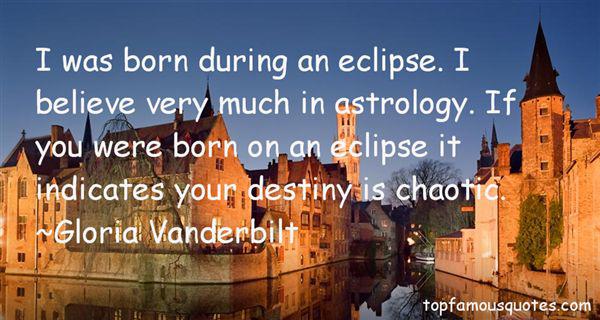 I was born during an eclipse. I
believe very much in astrology. If
you were born on an eclipse it
indicates your destiny is chaotic.
~Gloria Vanderbilt
topfamousquotes.com